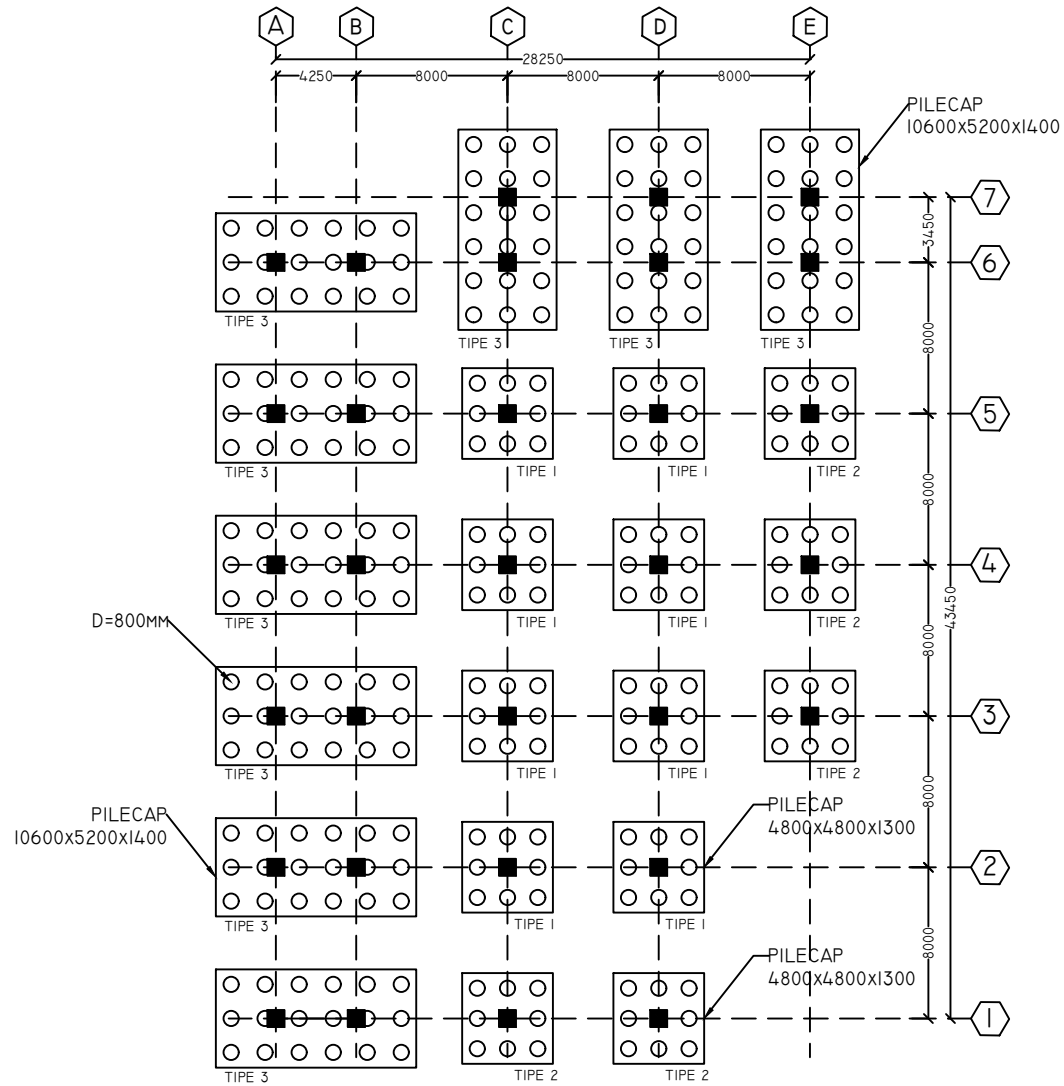 A
B
C
D
E
28250
4250
8000
8000
8000
PILECAP
10600x5200x1400
7
3450
6
TIPE 3
TIPE 3
TIPE 3
TIPE 3
8000
5
TIPE 3
TIPE 1
TIPE 1
TIPE 2
8000
4
43450
TIPE 3
TIPE 1
TIPE 1
TIPE 2
D=800MM
8000
3
TIPE 3
TIPE 1
TIPE 1
TIPE 2
PILECAP
10600x5200x1400
PILECAP
4800x4800x1300
8000
2
TIPE 3
TIPE 1
TIPE 1
PILECAP
4800x4800x1300
8000
1
TIPE 3
TIPE 2
TIPE 2